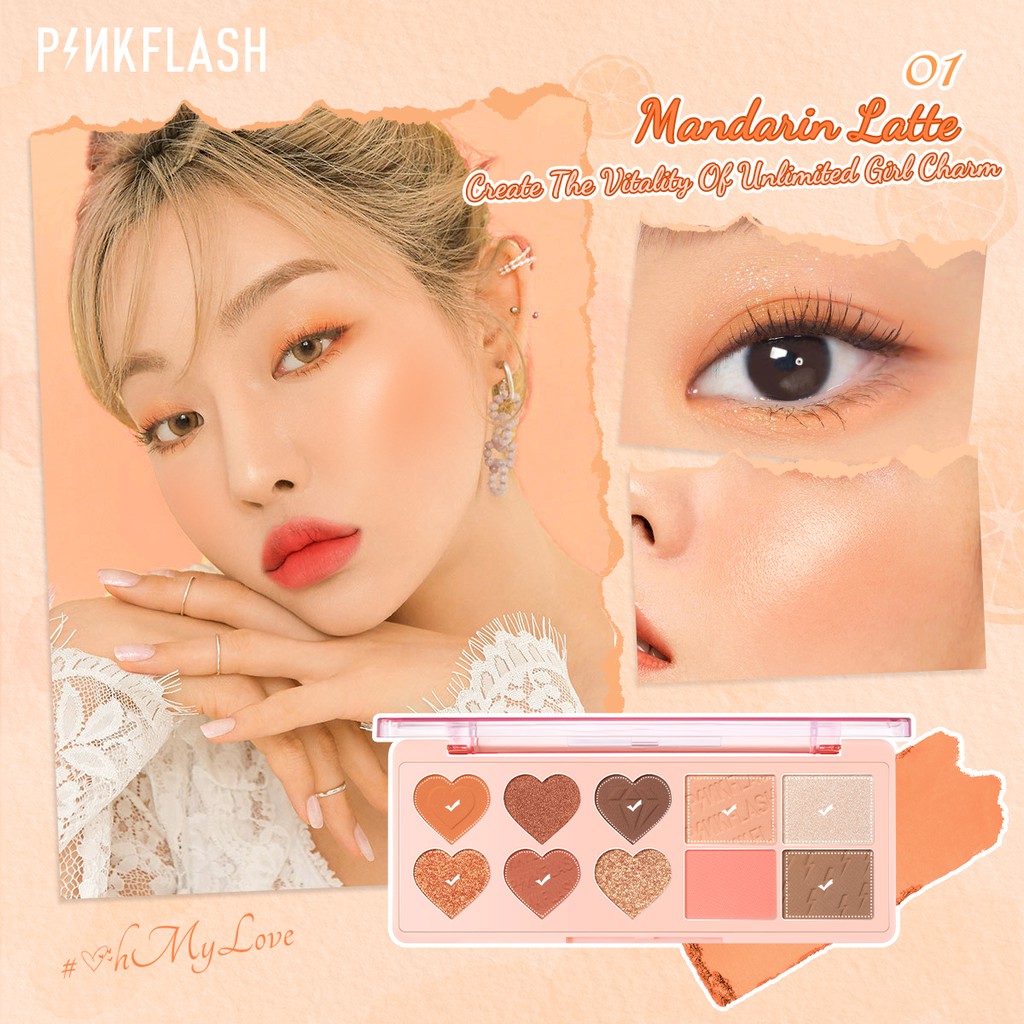 PINKFLASH
01
Mandarin Latte
Create The Vitality Of Unlimited Girl Charm
#OhMyLove